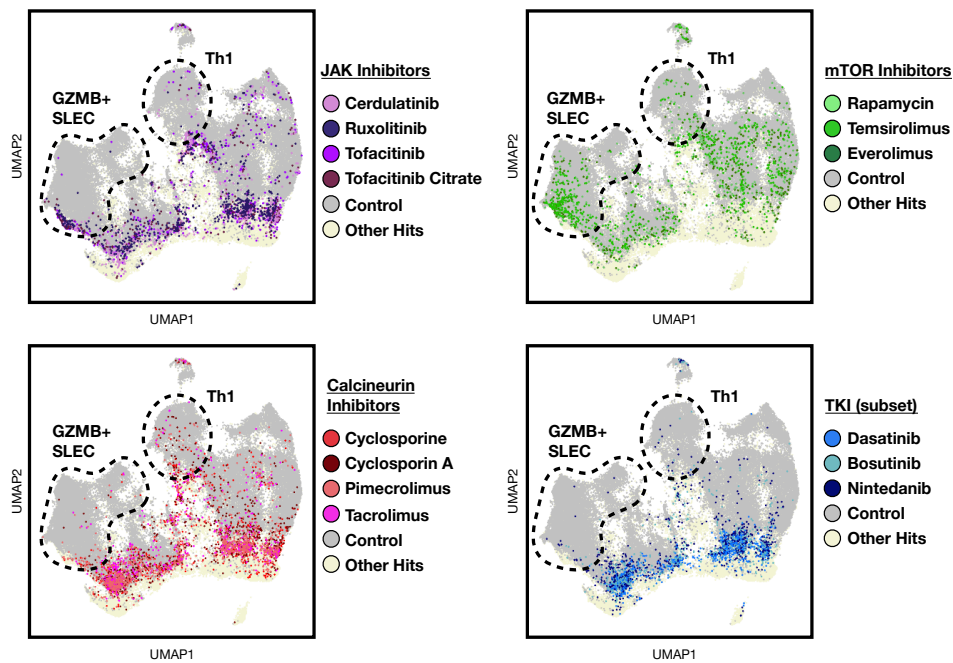 Th1
GZMB+
SLEC
UMAP2
UMAP1
JAK Inhibitors
Cerdulatinib
Ruxolitinib
Tofacitinib
Tofacitinib Citrate
Control
Other Hits
Th1
GZMB+
SLEC
UMAP2
UMAP1
mTOR Inhibitors
Rapamycin
Temsirolimus
Everolimus
Control
Other Hits
Th1
GZMB+
SLEC
UMAP2
UMAP1
Calcineurin
Inhibitors
Cyclosporine
Cyclosporin A
Pimecrolimus
Tacrolimus
Control
Other Hits
Th1
GZMB+
SLEC
UMAP2
UMAP1
TKI (subset)
Dasatinib
Bosutinib
Nintedanib
Control
Other Hits